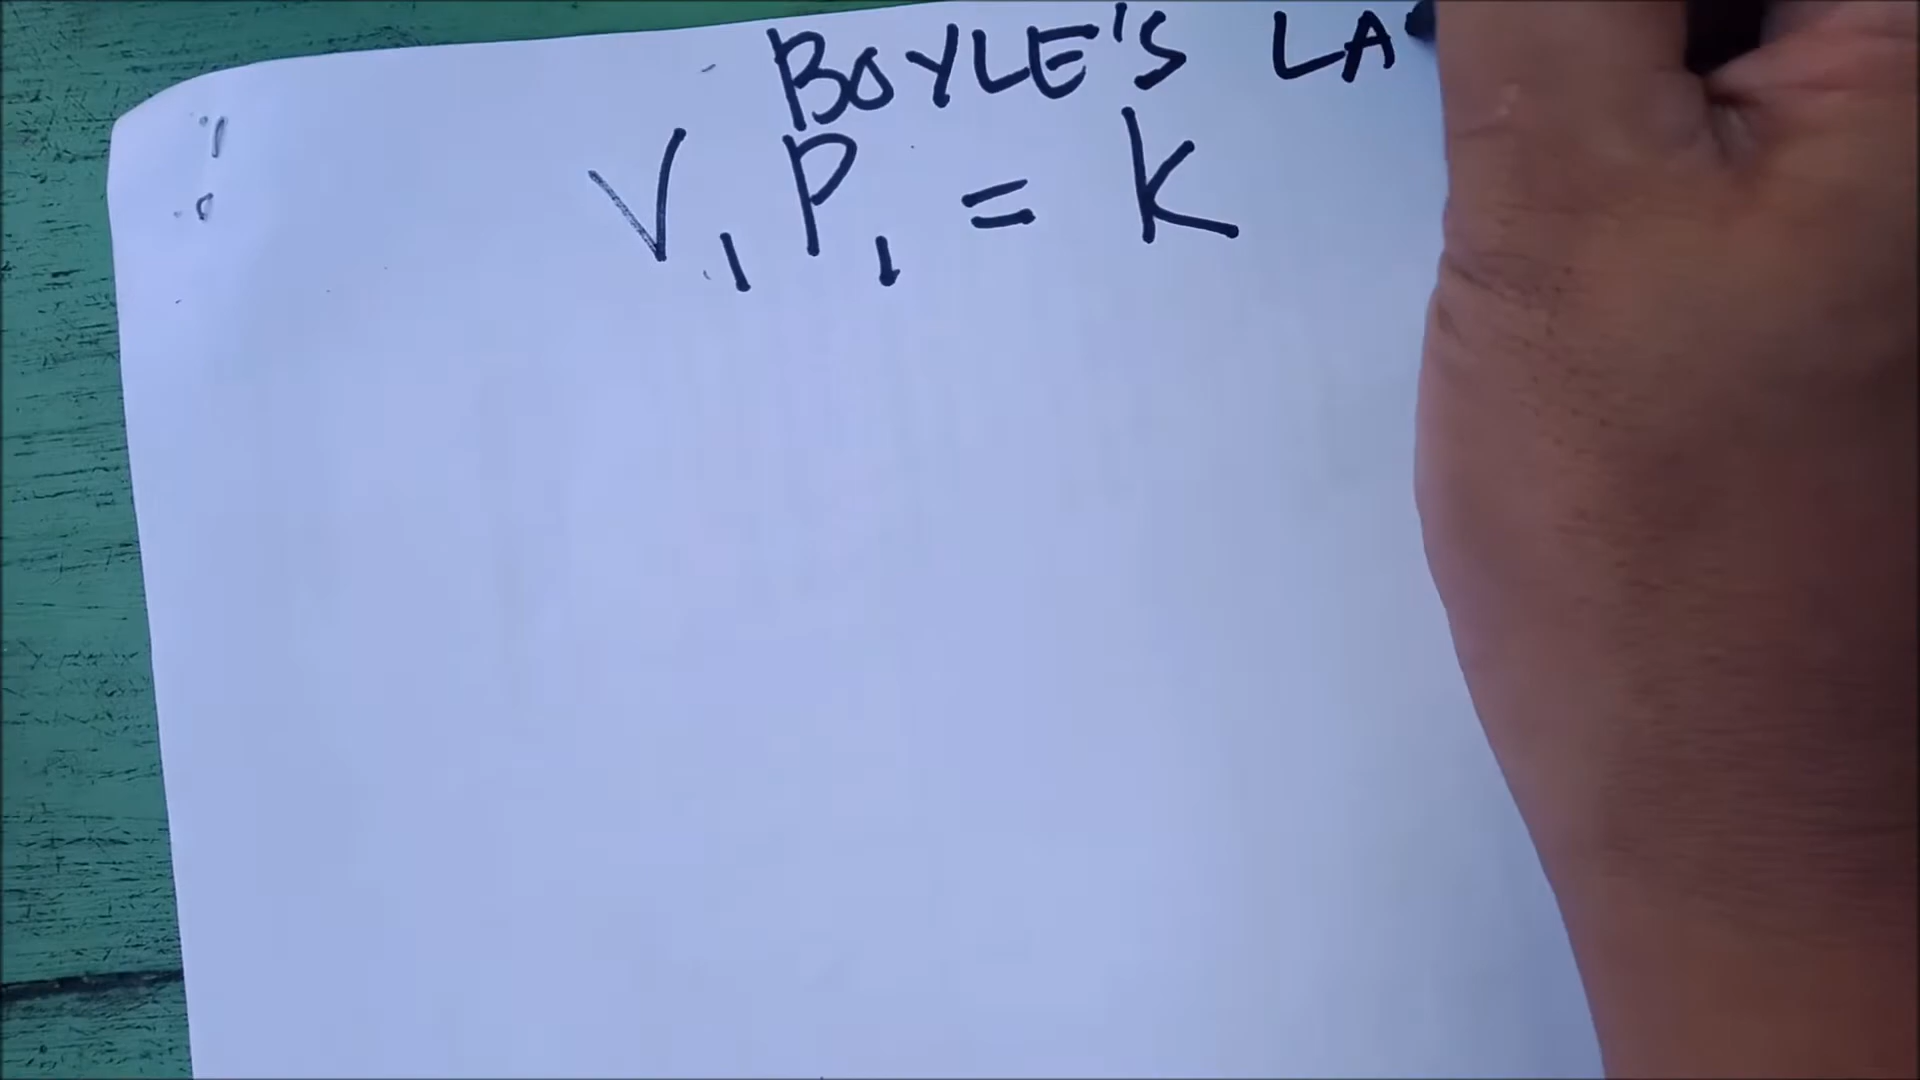 BOYLE'S LA
V₁ P₁ = K